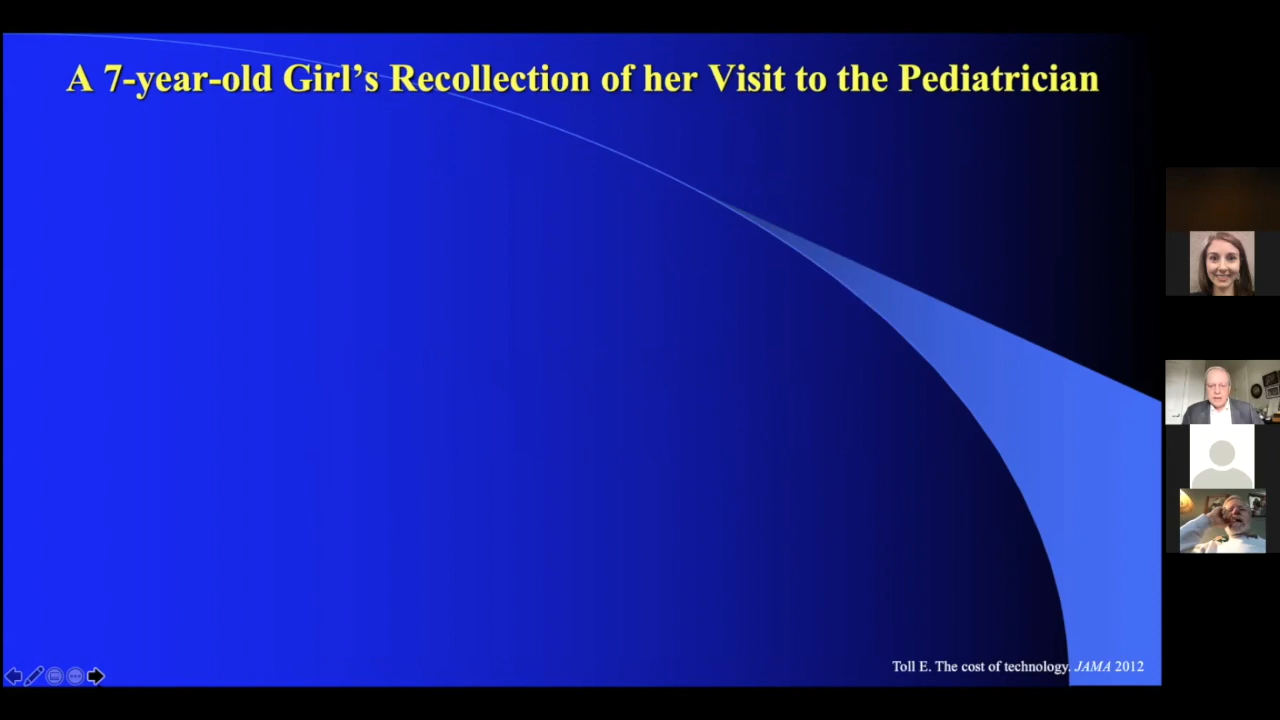 A 7-year-old Girl’s Recollection of her Visit to the Pediatrician
Toll E. The cost of technology. JAMA 2012